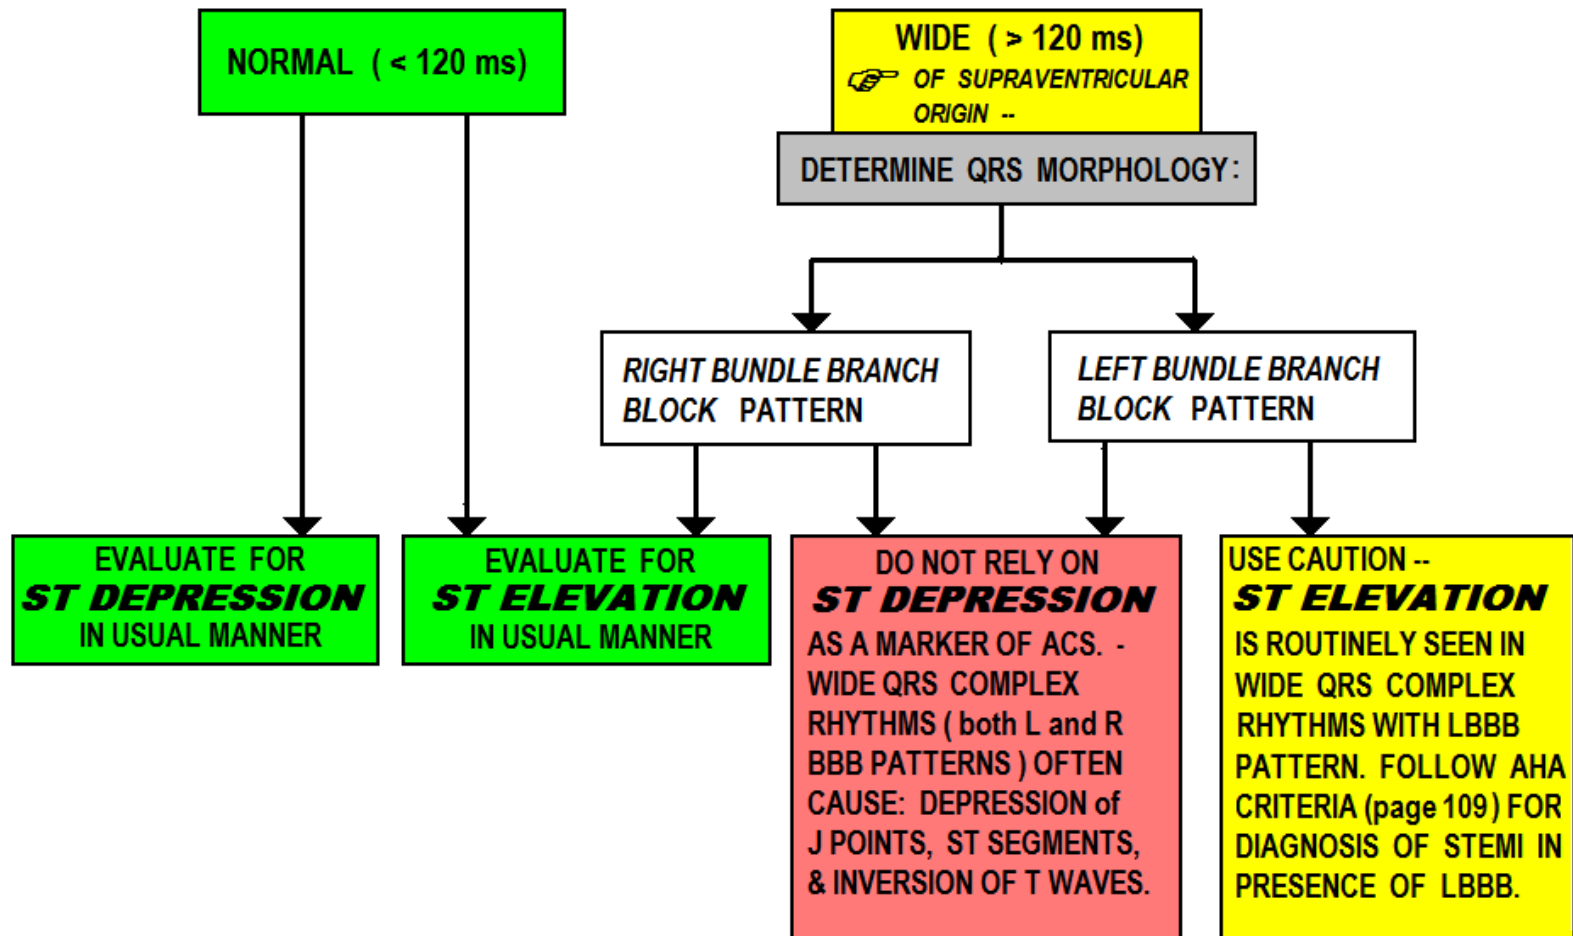 NORMAL ( < 120 ms)
WIDE ( > 120 ms)
OF SUPRAVENTRICULAR
ORIGIN --
DETERMINE QRS MORPHOLOGY:
RIGHT BUNDLE BRANCH
BLOCK PATTERN
LEFT BUNDLE BRANCH
BLOCK PATTERN
EVALUATE FOR
ST DEPRESSION
IN USUAL MANNER
EVALUATE FOR
ST ELEVATION
IN USUAL MANNER
DO NOT RELY ON
ST DEPRESSION
AS A MARKER OF ACS. -
WIDE QRS COMPLEX
RHYTHMS ( both L and R
BBB PATTERNS ) OFTEN
CAUSE: DEPRESSION of
J POINTS, ST SEGMENTS,
& INVERSION OF T WAVES.
USE CAUTION --
ST ELEVATION
IS ROUTINELY SEEN IN
WIDE QRS COMPLEX
RHYTHMS WITH LBBB
PATTERN. FOLLOW AHA
CRITERIA (page 109) FOR
DIAGNOSIS OF STEMI IN
PRESENCE OF LBBB.